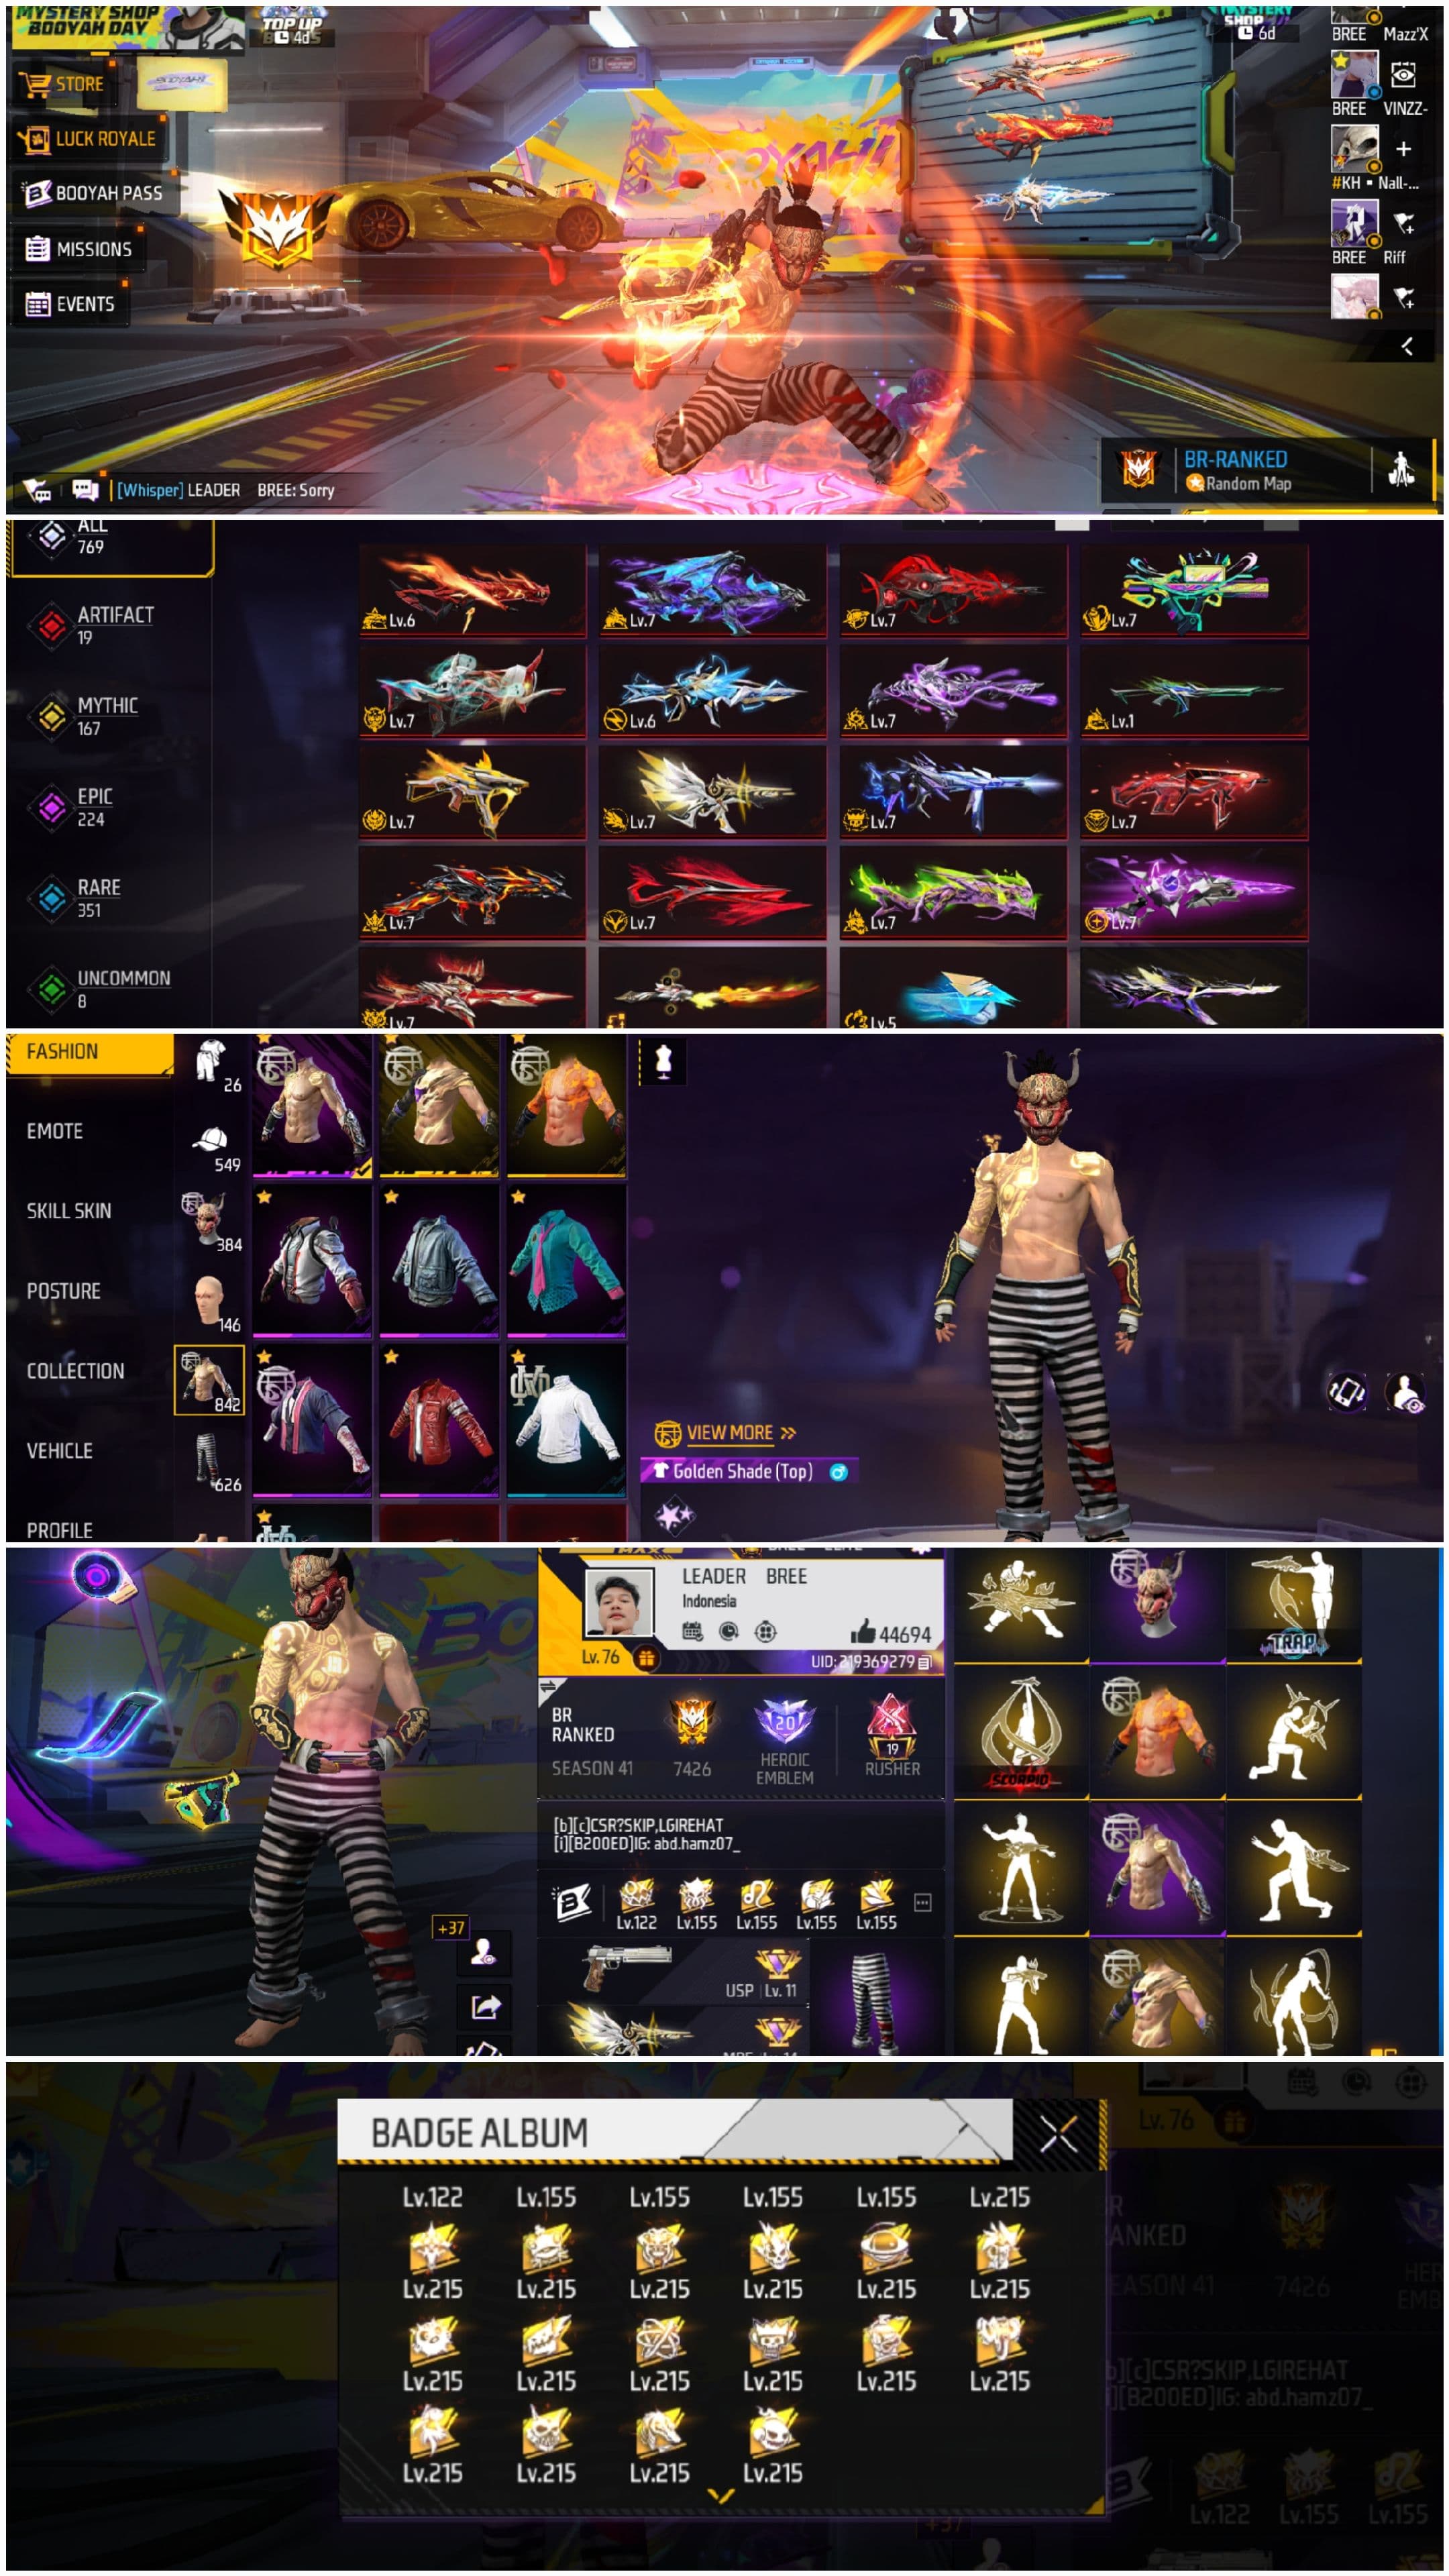 MYSTERY SHOP
BOOYAH DAY
TOP UP
4d
STORE
LUCK ROYALE
BOOYAH PASS
MISSIONS
EVENTS
BOOYAH!
SHOP
6d
BREE Mazz'X
BREE VINZZ-
#KH ▪ Nall-...
BREE Riff
[Whisper] LEADER BREE: Sorry
BR-RANKED
Random Map
ALL
769
ARTIFACT
19
MYTHIC
167
EPIC
224
RARE
351
UNCOMMON
8
Lv.6 Lv.7 Lv.7 Lv.7
Lv.7 Lv.6 Lv.7 Lv.1
Lv.7 Lv.7 Lv.7 Lv.7
Lv.7 Lv.7 Lv.7 Lv.7
Lv.7 Lv.5
FASHION
EMOTE
SKILL SKIN
POSTURE
COLLECTION
VEHICLE
PROFILE
26
549
384
146
842
626
VIEW MORE >>
Golden Shade (Top)
LEADER BREE
Indonesia
44694
Lv. 76
UID: 319369279
BR
RANKED
SEASON 41
7426
20
HEROIC
EMBLEM
19
RUSHER
[b][c]CSR?SKIP,LGIREHAT
[i][B200ED]IG: abd.hamz07_
Lv.122 Lv.155 Lv.155 Lv.155 Lv.155
+37
USP Lv. 11
TRAP
SCORPIO
BADGE ALBUM
Lv.122 Lv.155 Lv.155 Lv.155 Lv.155 Lv.215
Lv.215 Lv.215 Lv.215 Lv.215 Lv.215 Lv.215
Lv.215 Lv.215 Lv.215 Lv.215 Lv.215 Lv.215
Lv.215 Lv.215 Lv.215 Lv.215
Lv. 76
RANKED
SEASON 41
7426
[b][c]CSR?SKIP,LGIREHAT
[i][B200ED]IG: abd.hamz07_
Lv.122 Lv.155 Lv.155
+37